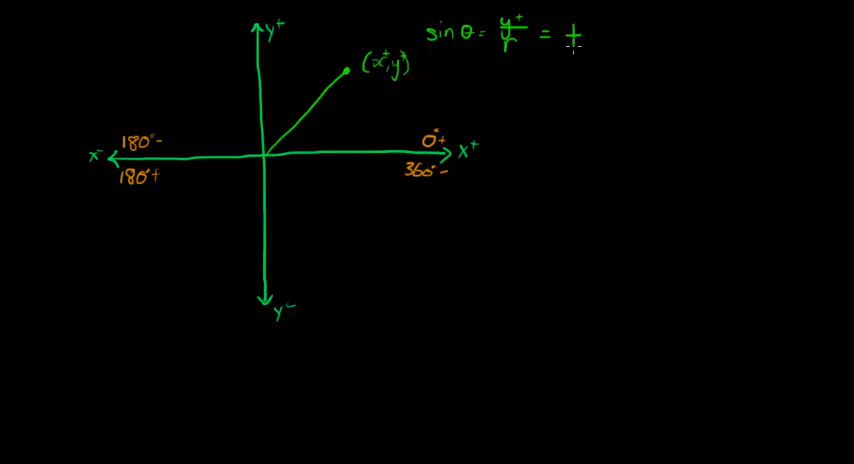 y⁺
sin θ = y⁺/r = +
(x⁺, y⁺)
180° -
0° +
x⁻
x⁺
180° +
360° -
y⁻